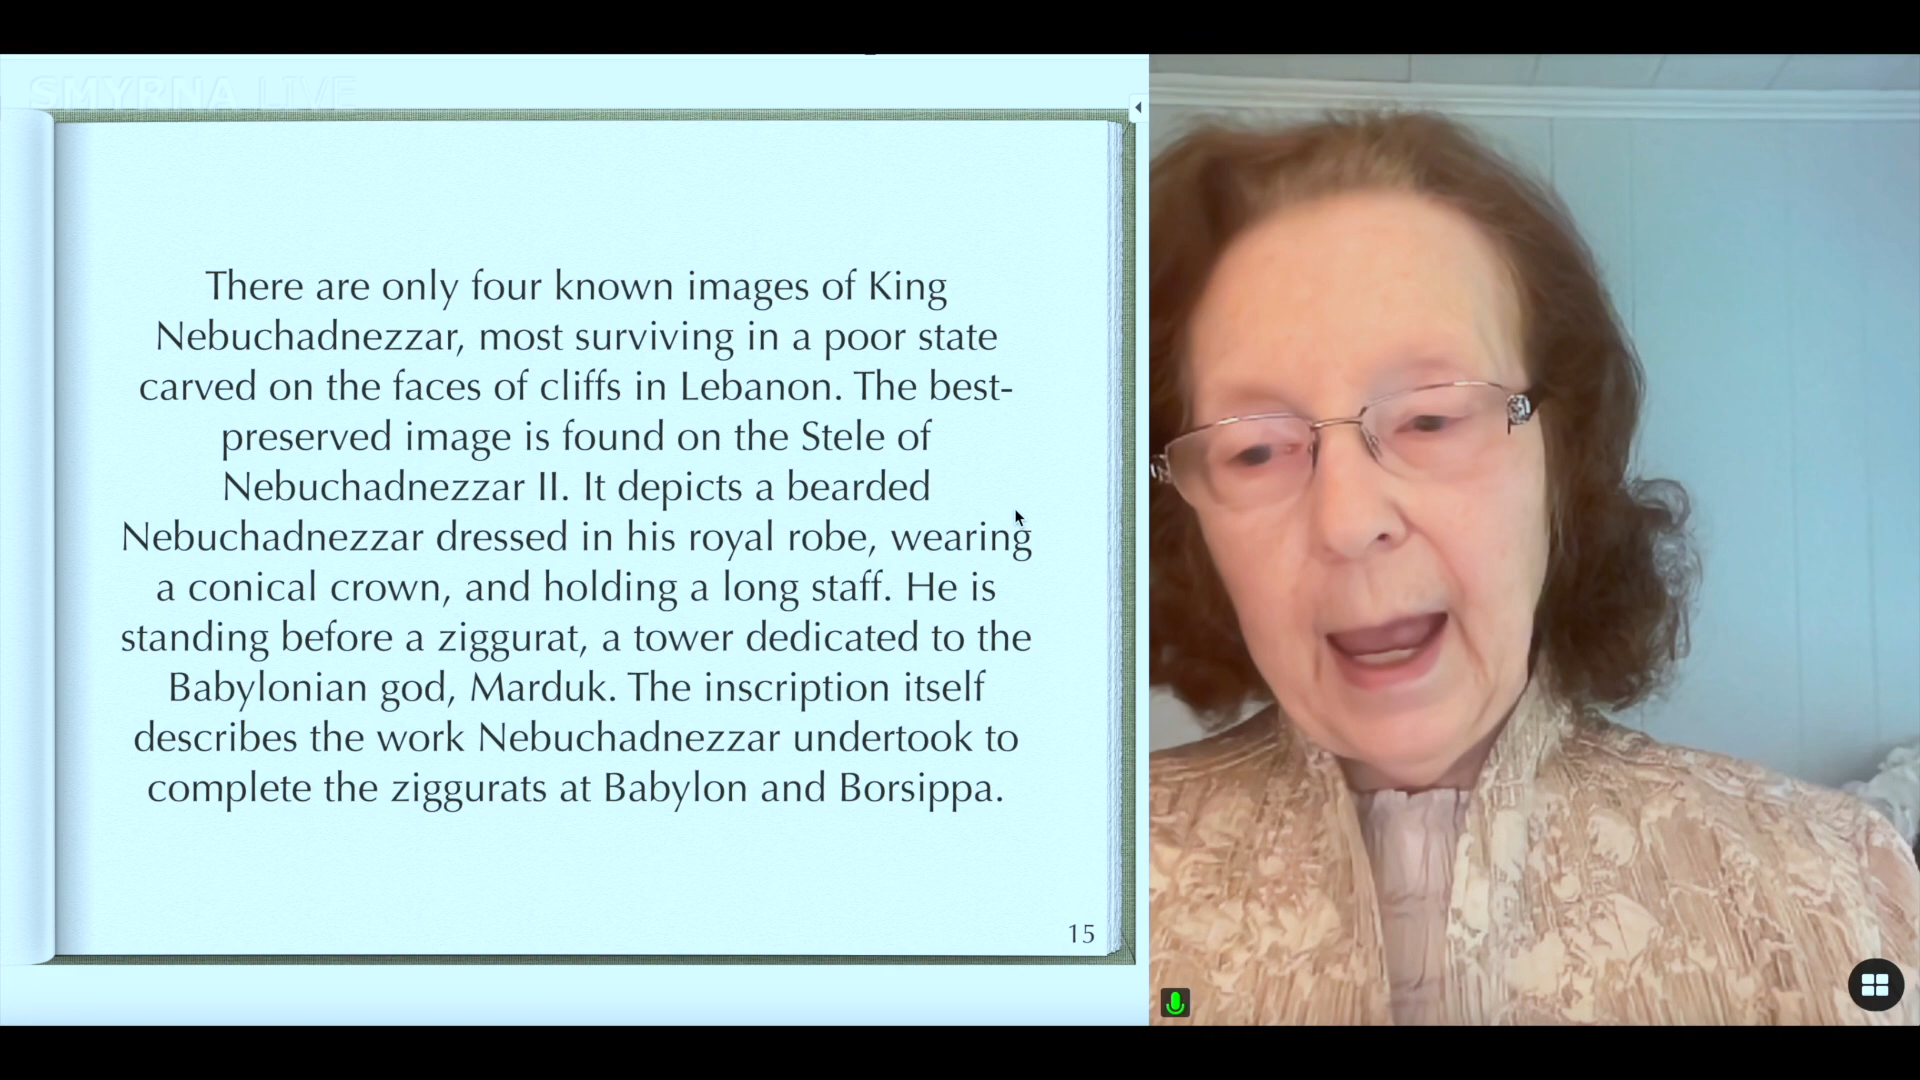 SMYRNA LIVE
There are only four known images of King
Nebuchadnezzar, most surviving in a poor state
carved on the faces of cliffs in Lebanon. The best-
preserved image is found on the Stele of
Nebuchadnezzar II. It depicts a bearded
Nebuchadnezzar dressed in his royal robe, wearing
a conical crown, and holding a long staff. He is
standing before a ziggurat, a tower dedicated to the
Babylonian god, Marduk. The inscription itself
describes the work Nebuchadnezzar undertook to
complete the ziggurats at Babylon and Borsippa.
15